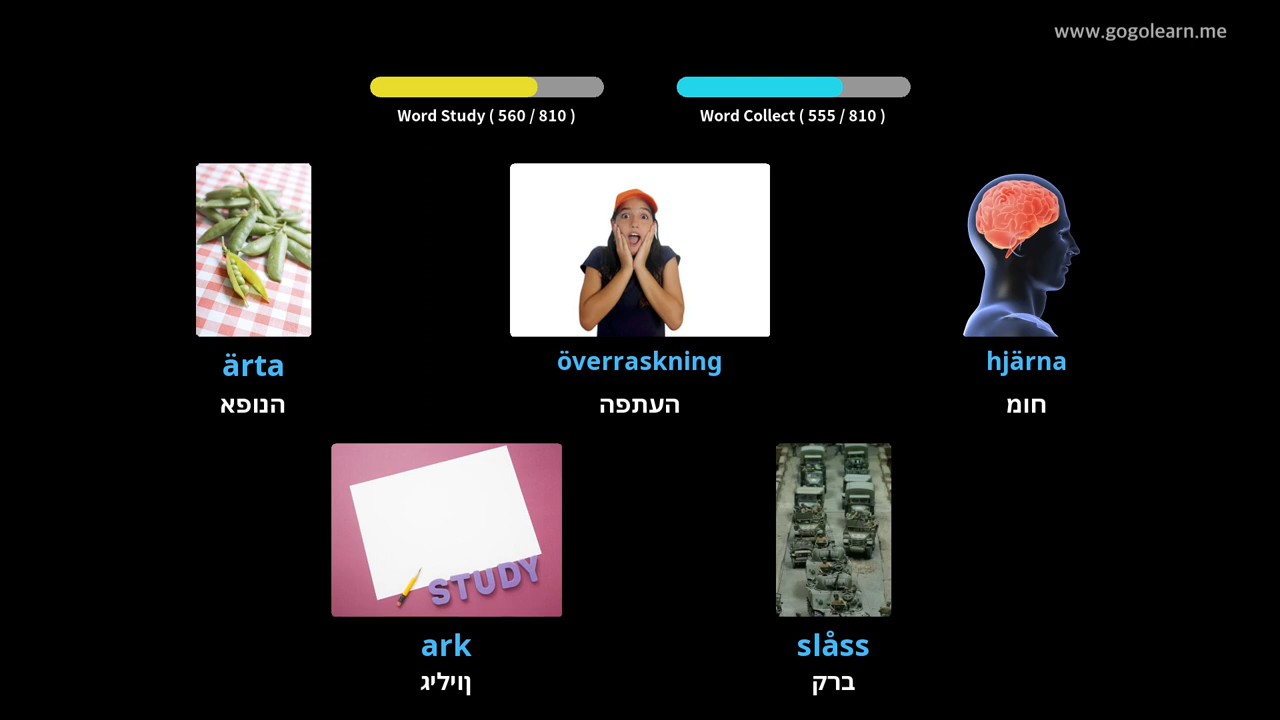 www.gogolearn.me
Word Study ( 560 / 810 )
Word Collect ( 555 / 810 )
ärta
överraskning
hjärna
הנופא
העתפה
חומ
STUDY
ark
slåss
ןויליג
ברק